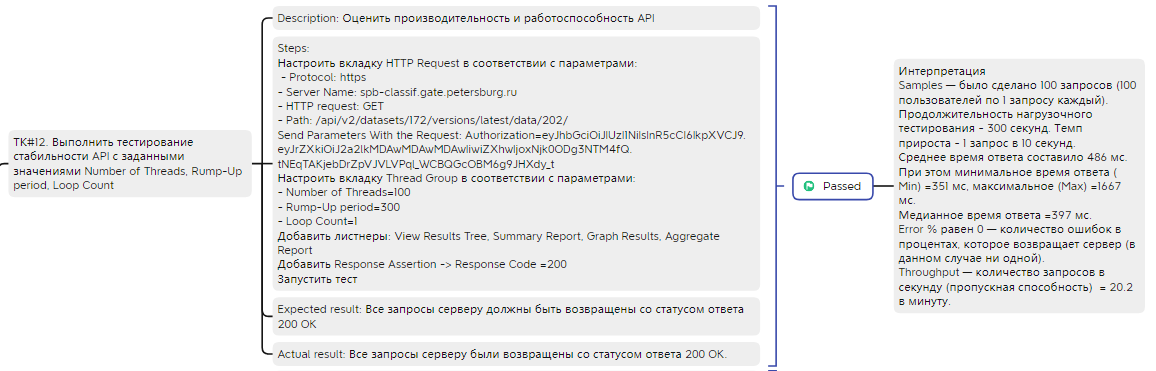 ТК#12. Выполнить тестирование
стабильности API с заданными
значениями Number of Threads, Rump-Up
period, Loop Count
Description: Оценить производительность и работоспособность API
Steps:
Настроить вкладку HTTP Request в соответствии с параметрами:
- Protocol: https
- Server Name: spb-classif.gate.petersburg.ru
- HTTP request: GET
- Path: /api/v2/datasets/172/versions/latest/data/202/
Send Parameters With the Request: Authorization=eyJhbGciOiJIUzI1NiIsInR5cCI6IkpXVCJ9.
eyJrZXkiOiJ2a2lkMDAwMDAwMDAwIiwiZXhwIjoxNjk0ODg3NTM4fQ.
tNEqTAKjebDrZpVJVLVPql_WCBQGcOBM6g9JHXdy_t
Настроить вкладку Thread Group в соответствии с параметрами:
- Number of Threads=100
- Rump-Up period=300
- Loop Count=1
Добавить листнеры: View Results Tree, Summary Report, Graph Results, Aggregate
Report
Добавить Response Assertion -> Response Code =200
Запустить тест
Expected result: Все запросы серверу должны быть возвращены со статусом ответа
200 OK
Actual result: Все запросы серверу были возвращены со статусом ответа 200 OK.
Passed
Интерпретация
Samples — было сделано 100 запросов (100
пользователей по 1 запросу каждый).
Продолжительность нагрузочного
тестирования - 300 секунд. Темп
прироста - 1 запрос в 10 секунд.
Среднее время ответа составило 486 мс.
При этом минимальное время ответа (
Min) =351 мс, максимальное (Max) =1667
мс.
Медианное время ответа =397 мс.
Error % равен 0 — количество ошибок в
процентах, которое возвращает сервер (в
данном случае ни одной).
Throughput — количество запросов в
секунду (пропускная способность) = 20.2
в минуту.